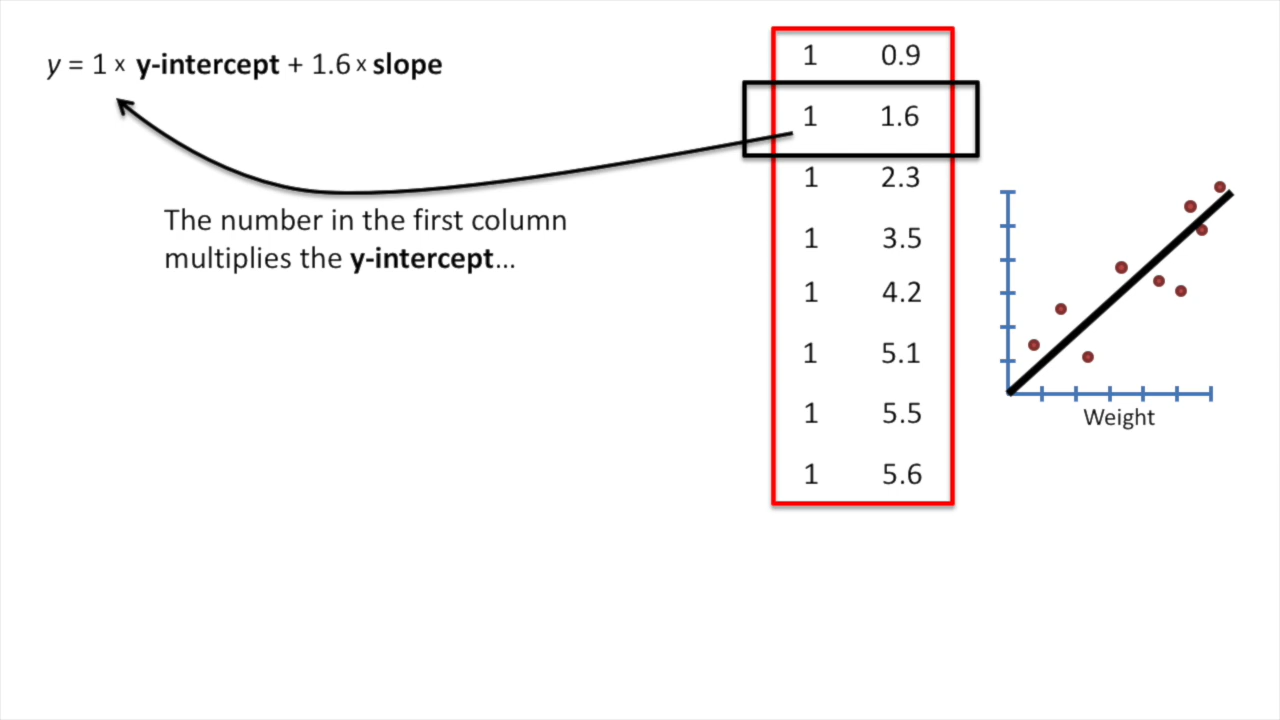 y = 1 x y-intercept + 1.6 x slope
1 0.9
1 1.6
1 2.3
1 3.5
1 4.2
1 5.1
1 5.5
1 5.6
The number in the first column
multiplies the y-intercept...
Weight